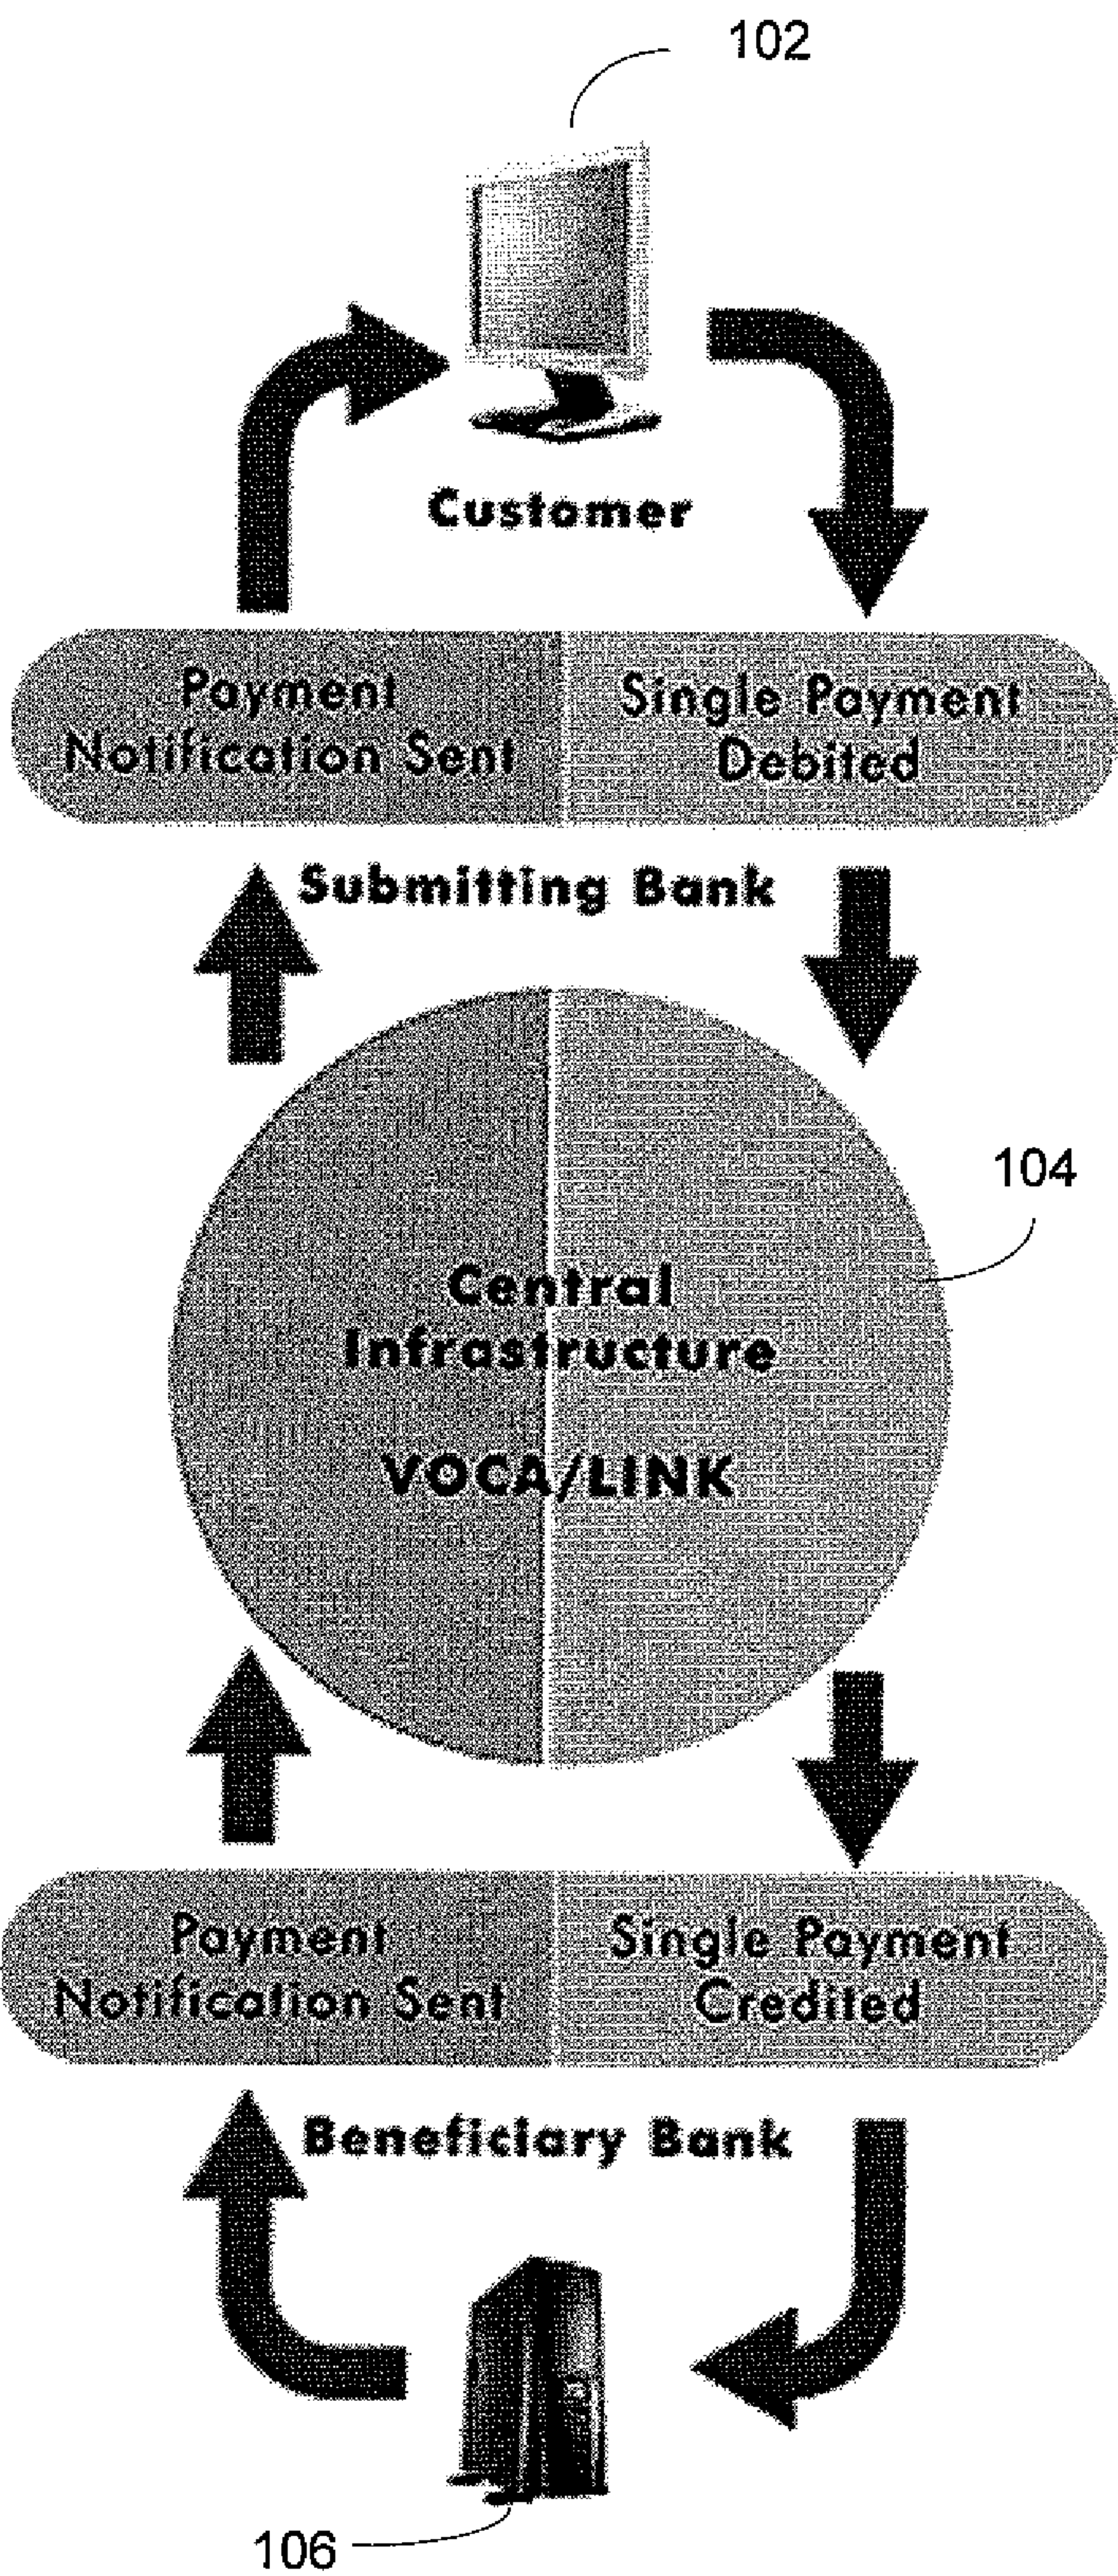 102
Customer
Payment
Notification Sent
Single Payment
Debited
Submitting Bank
104
Central
Infrastructure
VOCA/LINK
Payment
Notification Sent
Single Payment
Credited
Beneficiary Bank
106